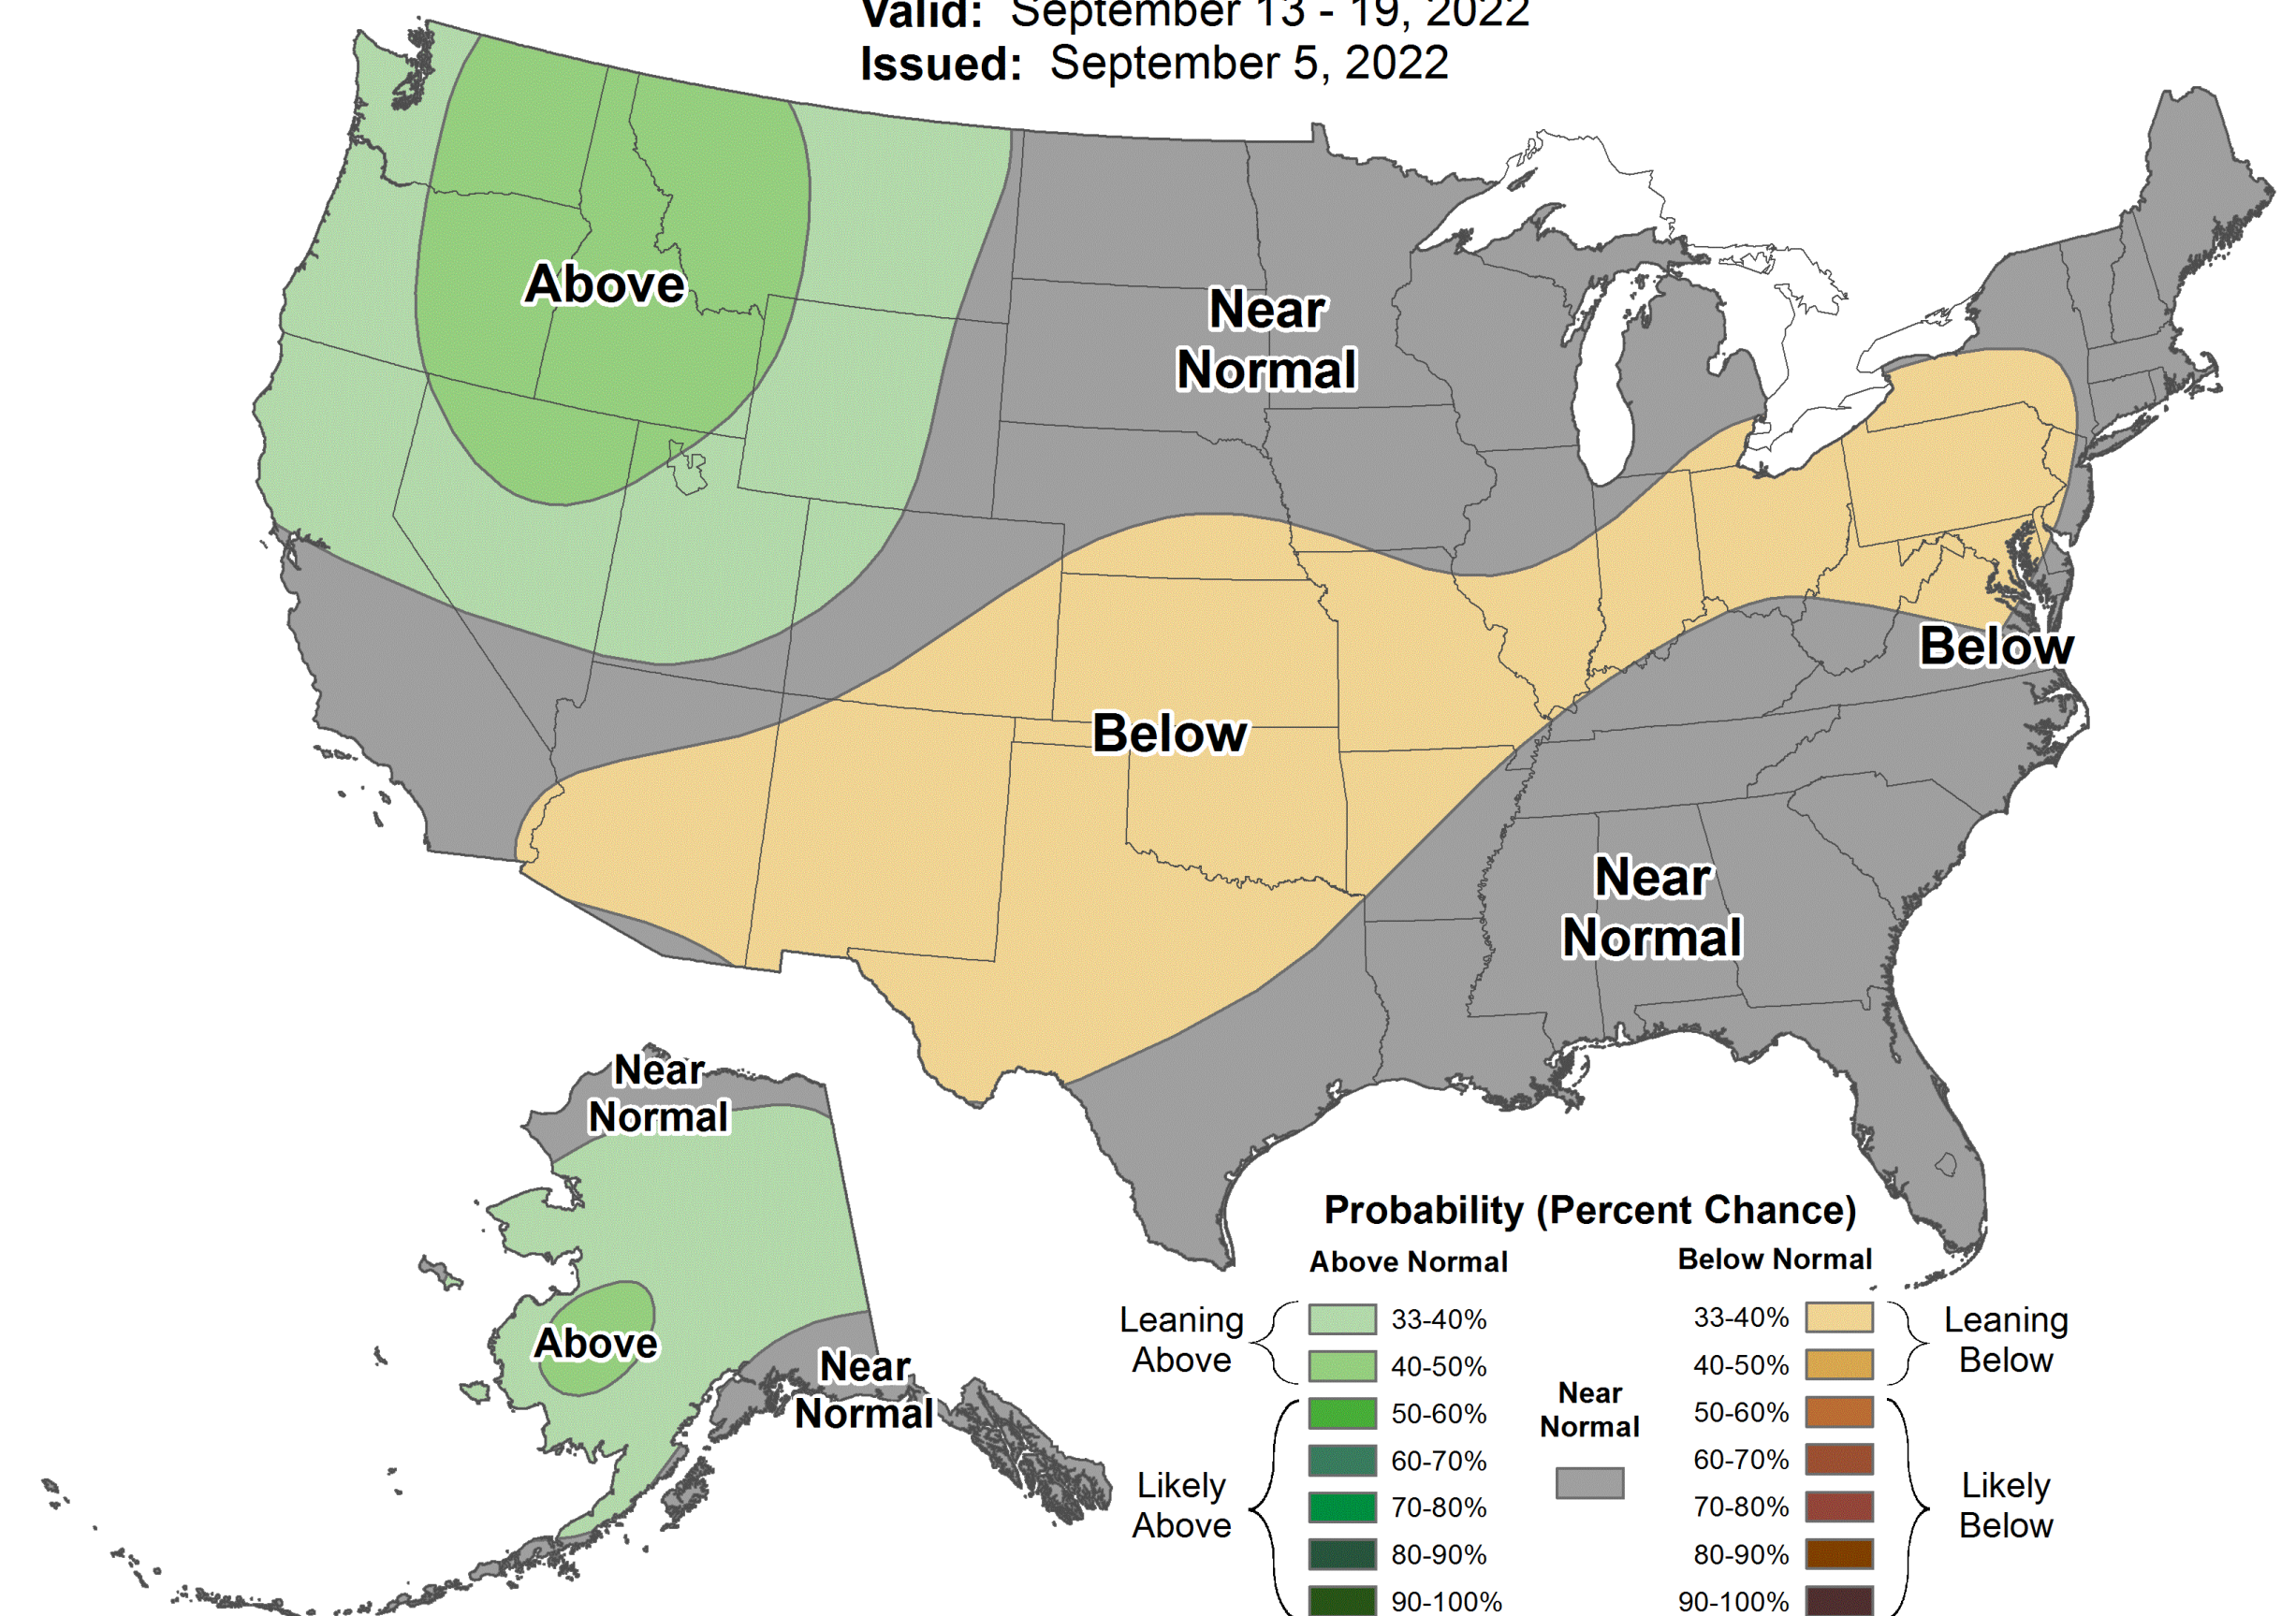 Valid: September 13 - 19, 2022
Issued: September 5, 2022
Above
Near
Normal
Below
Below
Near
Normal
Near
Normal
Above
Near
Normal
Probability (Percent Chance)
Above Normal
Below Normal
Leaning
Above
33-40%
40-50%
Likely
Above
50-60%
60-70%
70-80%
80-90%
90-100%
Near
Normal
33-40%
40-50%
Leaning
Below
50-60%
60-70%
70-80%
80-90%
90-100%
Likely
Below